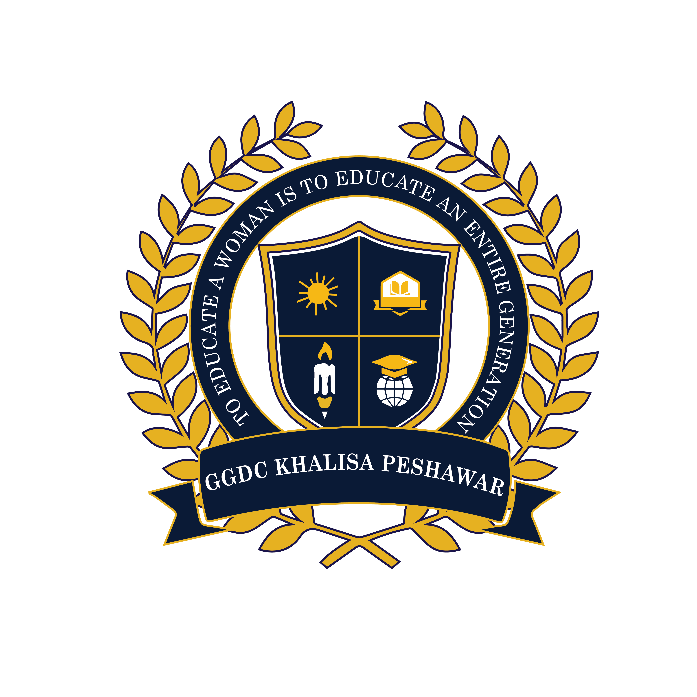 TO EDUCATE A WOMAN IS TO EDUCATE AN ENTIRE GENERATION
GGDC KHALISA PESHAWAR